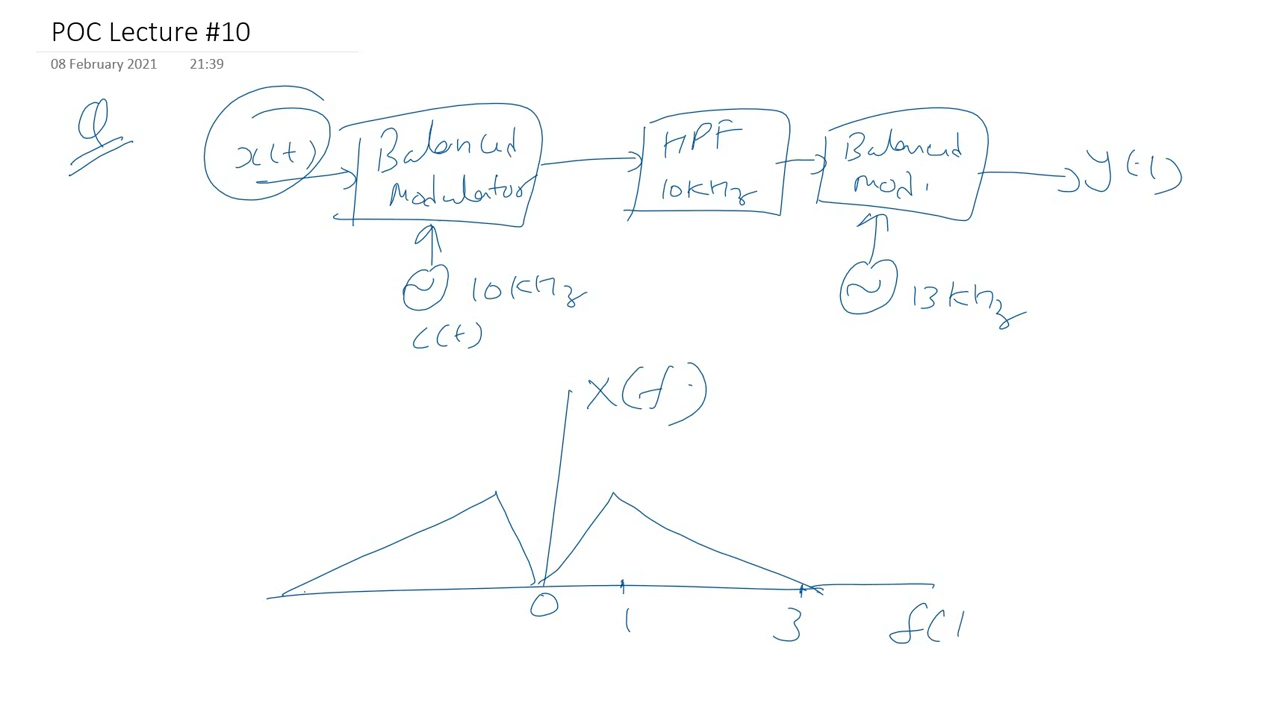 POC Lecture #10
08 February 2021 21:39
Q
x(t) Balanced Modulator HPF 10KHz Balanced mod. y(t)
10KHz 13KHz
c(t)
X(f)
0 1 3 f(